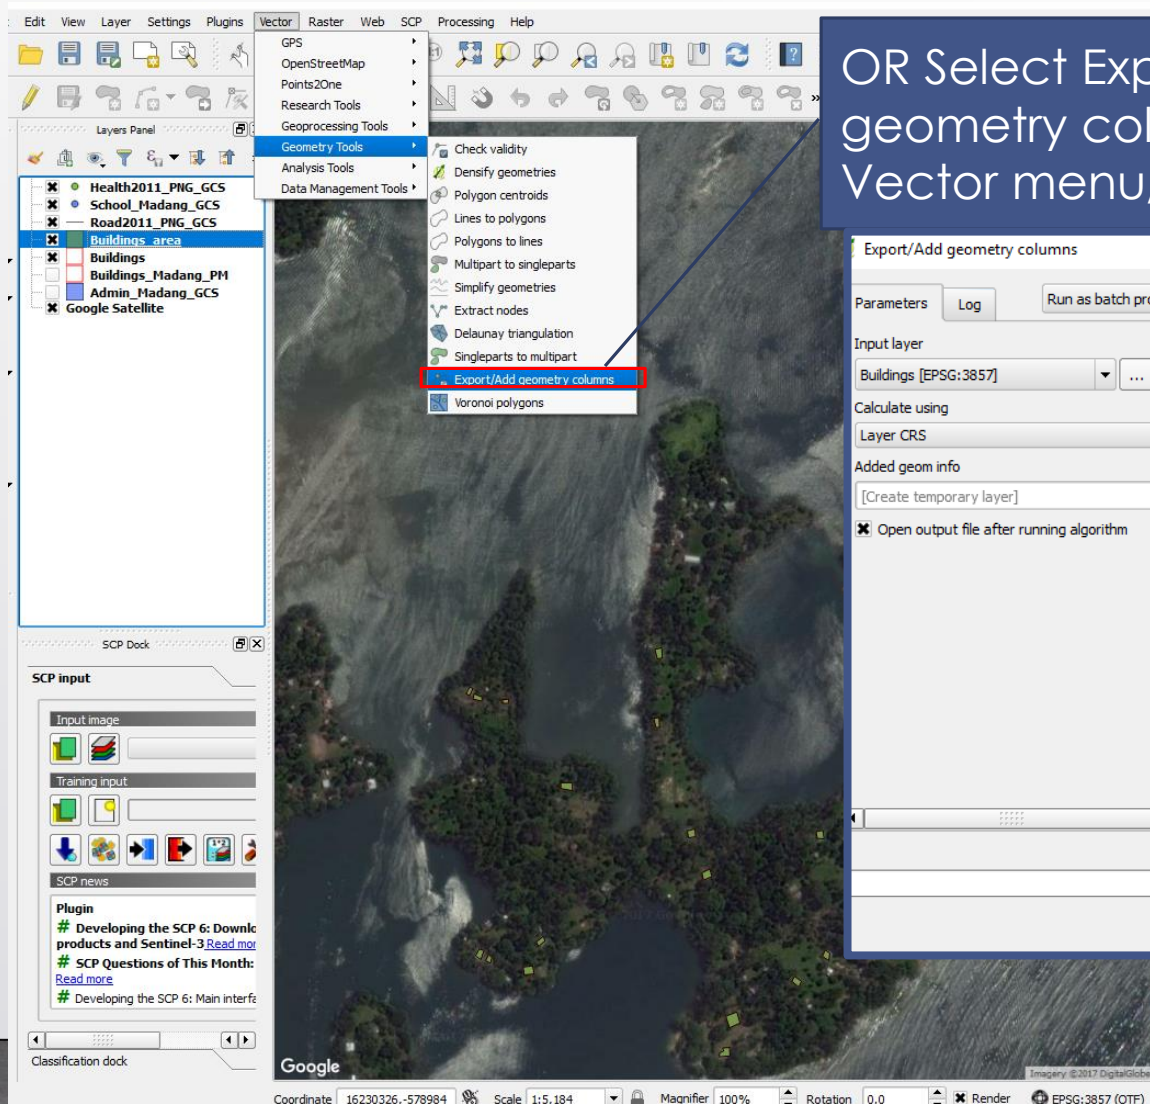 Edit View Layer Settings Plugins Vector Raster Web SCP Processing Help
GPS
OpenStreetMap
Points2One
Research Tools
Geoprocessing Tools
Geometry Tools
Analysis Tools
Data Management Tools
Check validity
Densify geometries
Polygon centroids
Lines to polygons
Polygons to lines
Multipart to singleparts
Simplify geometries
Extract nodes
Delaunay triangulation
Singleparts to multipart
Export/Add geometry columns
Voronoi polygons
Layers Panel
Health2011_PNG_GCS
School_Madang_GCS
Road2011_PNG_GCS
Buildings_area
Buildings
Buildings_Madang_PM
Admin_Madang_GCS
Google Satellite
OR Select Exp
geometry col
Vector menu,
Export/Add geometry columns
Parameters Log Run as batch pro
Input layer
Buildings [EPSG:3857] ...
Calculate using
Layer CRS
Added geom info
[Create temporary layer]
Open output file after running algorithm
SCP Dock
SCP input
Input image
Training input
SCP news
Plugin
# Developing the SCP 6: Downlo
products and Sentinel-3 Read mor
# SCP Questions of This Month:
Read more
# Developing the SCP 6: Main interfa
Classification dock
Google
Imagery ©2017 DigitalGlobe
Coordinate 16230326,-578984 Scale 1:5,184 Magnifier 100% Rotation 0.0 Render EPSG:3857 (OTF)